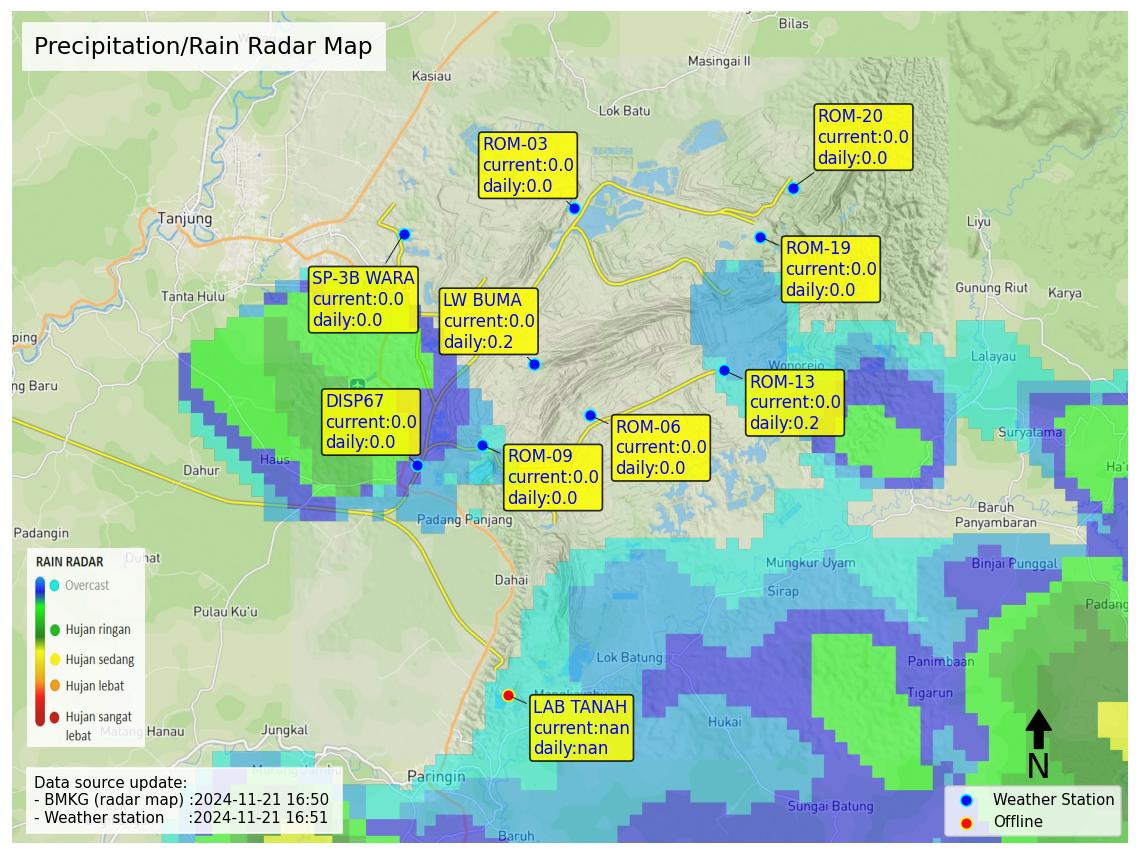 Precipitation/Rain Radar Map
Bilas
Masingai II
Kasiau
Lok Batu
ROM-20
current:0.0
daily:0.0
ROM-03
current:0.0
daily:0.0
Tanjung
Liyu
ROM-19
current:0.0
daily:0.0
SP-3B WARA
current:0.0
daily:0.0
Tanta Hulu
LW BUMA
current:0.0
daily:0.2
Gunung Riut
Karya
ping
Wonorejo
Lalayau
ng Baru
ROM-13
current:0.0
daily:0.2
DISP67
current:0.0
daily:0.0
ROM-06
current:0.0
daily:0.0
Suryatama
ROM-09
current:0.0
daily:0.0
Haus
Dahur
Ha'u
Padang Panjang
Baruh
Panyambaran
Padangin
RAIN RADAR
Overcast
Hujan ringan
Hujan sedang
Hujan lebat
Hujan sangat
lebat
Mungkur Uyam
Binjai Punggal
Dahai
Sirap
Padang
Pulau Ku'u
Lok Batung
Panimbaan
Tigarun
LAB TANAH
current:nan
daily:nan
Hukai
Matang Hanau
Jungkal
Murung Jambu
Paringin
N
Data source update:
- BMKG (radar map) :2024-11-21 16:50
- Weather station :2024-11-21 16:51
Sungai Batung
Baruh
Weather Station
Offline